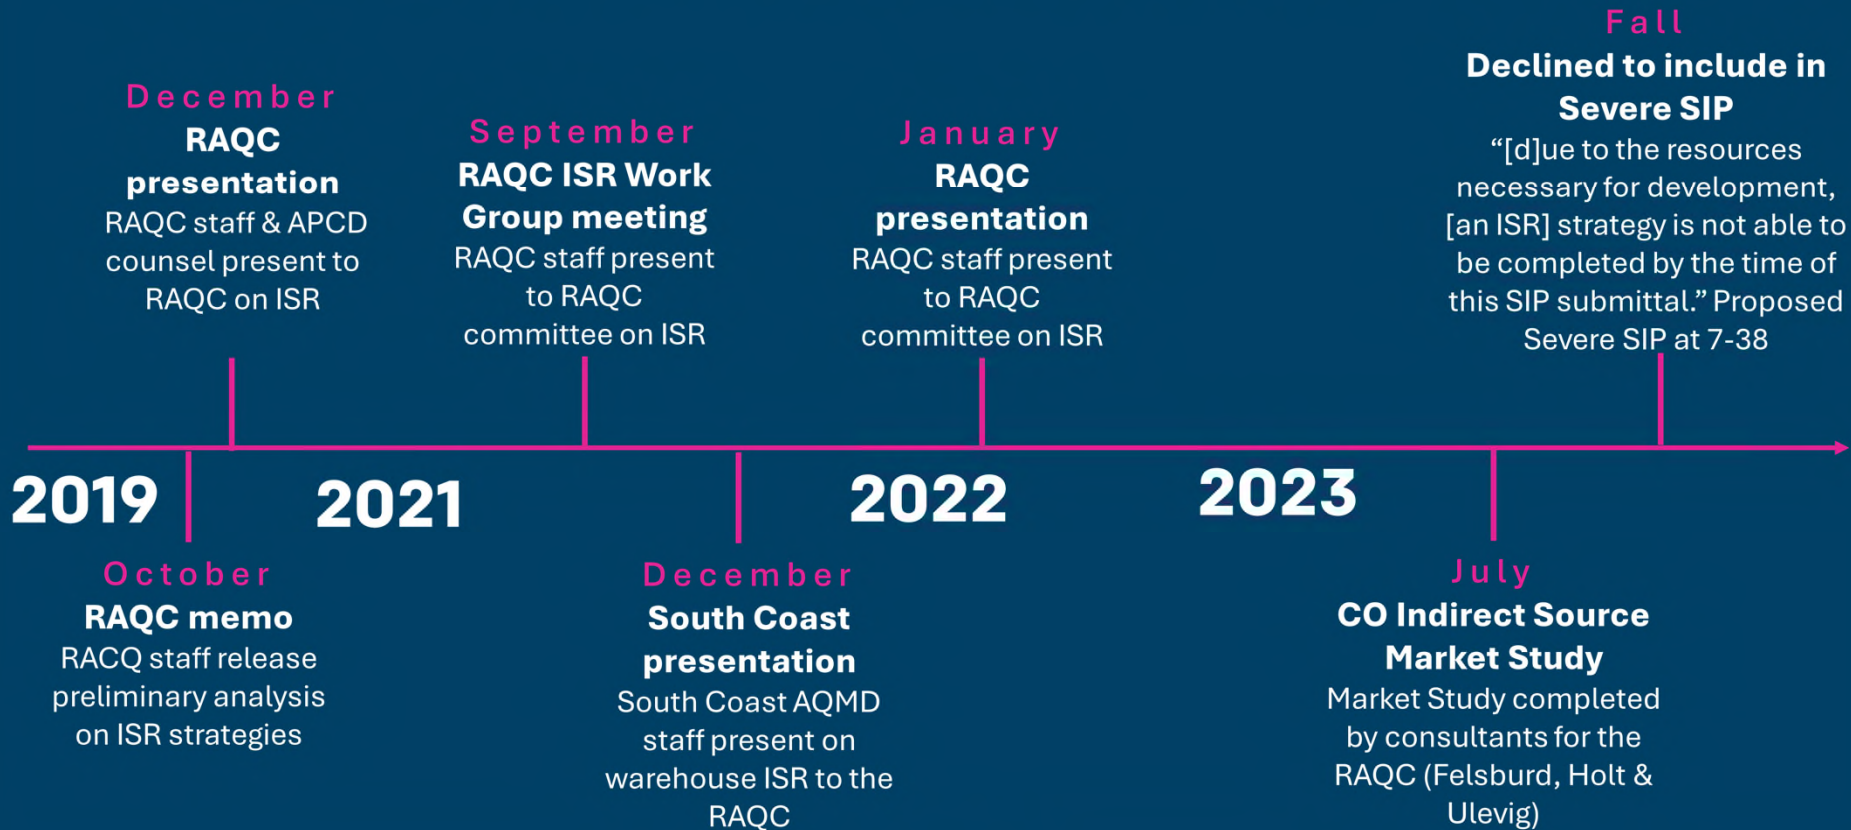 December
RAQC
presentation
RAQC staff & APCD
counsel present to
RAQC on ISR
September
RAQC ISR Work
Group meeting
RAQC staff present
to RAQC
committee on ISR
January
RAQC
presentation
RAQC staff present
to RAQC
committee on ISR
Fall
Declined to include in
Severe SIP
“[d]ue to the resources
necessary for development,
[an ISR] strategy is not able to
be completed by the time of
this SIP submittal.” Proposed
Severe SIP at 7-38
2019
2021
2022
2023
October
RAQC memo
RACQ staff release
preliminary analysis
on ISR strategies
December
South Coast
presentation
South Coast AQMD
staff present on
warehouse ISR to the
RAQC
July
CO Indirect Source
Market Study
Market Study completed
by consultants for the
RAQC (Felsburd, Holt &
Ulevig)